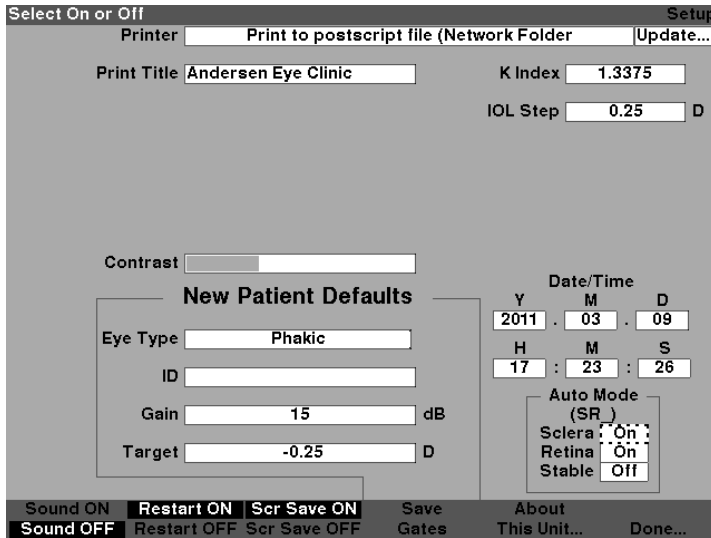 Select On or Off Setup
Printer Print to postscript file (Network Folder Update...
Print Title Andersen Eye Clinic K Index 1.3375
IOL Step 0.25 D
Contrast
Date/Time
New Patient Defaults Y M D
2011 . 03 . 09
Eye Type Phakic H M S
17 : 23 : 26
ID
Auto Mode
Gain 15 dB (SR_)
Sclera On
Target -0.25 D Retina On
Stable Off
Sound ON Restart ON Scr Save ON Save About
Sound OFF Restart OFF Scr Save OFF Gates This Unit... Done...